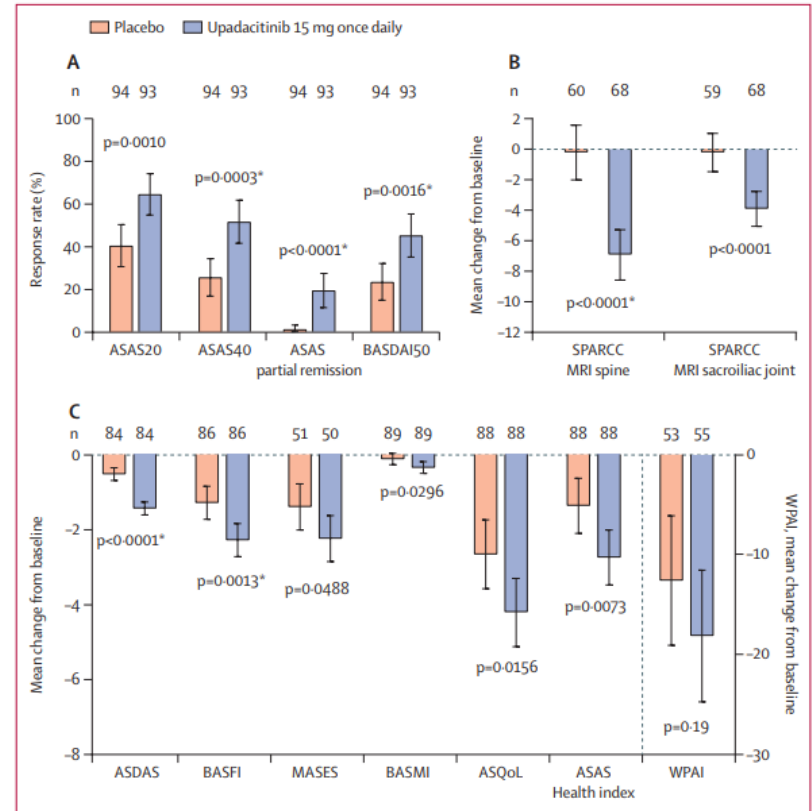 Placebo Upadacitinib 15 mg once daily
A
n 94 93 94 93 94 93 94 93
Response rate (%)
100
80
60
40
20
0
p=0·0010
p=0·0003*
p<0·0001*
p=0·0016*
ASAS20 ASAS40 ASAS BASDAI50
partial remission
B
n 60 68 59 68
Mean change from baseline
2
0
−2
−4
−6
−8
−10
−12
p<0·0001*
p<0·0001
SPARCC SPARCC
MRI spine MRI sacroiliac joint
C
n 84 84 86 86 51 50 89 89 88 88 88 88 53 55
Mean change from baseline
0
−2
−4
−6
−8
p<0·0001*
p=0·0013*
p=0·0488
p=0·0296
p=0·0156
p=0·0073
p=0·19
0
−10
−20
−30
WPAI, mean change from baseline
ASDAS BASFI MASES BASMI ASQoL ASAS WPAI
Health index